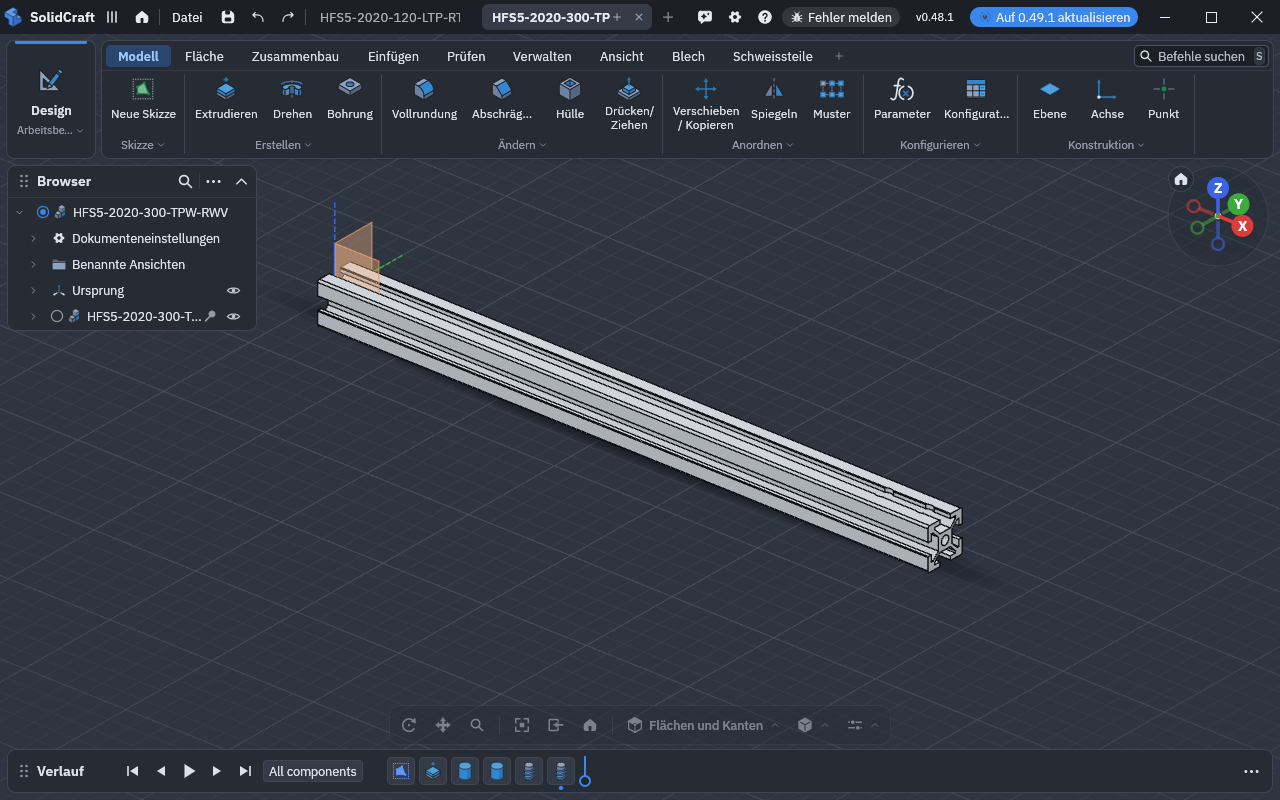 SolidCraft
Datei
HFS5-2020-120-LTP-RT
HFS5-2020-300-TP
Fehler melden
v0.48.1
Auf 0.49.1 aktualisieren
Design
Arbeitsbe...
Modell
Fläche
Zusammenbau
Einfügen
Prüfen
Verwalten
Ansicht
Blech
Schweissteile
Befehle suchen
S
Neue Skizze
Extrudieren
Drehen
Bohrung
Vollrundung
Abschräg...
Hülle
Drücken/
Ziehen
Verschieben
/ Kopieren
Spiegeln
Muster
Parameter
Konfigurat...
Ebene
Achse
Punkt
Skizze
Erstellen
Ändern
Anordnen
Konfigurieren
Konstruktion
Browser
HFS5-2020-300-TPW-RWV
Dokumenteneinstellungen
Benannte Ansichten
Ursprung
HFS5-2020-300-T...
Z
Y
X
Flächen und Kanten
Verlauf
All components